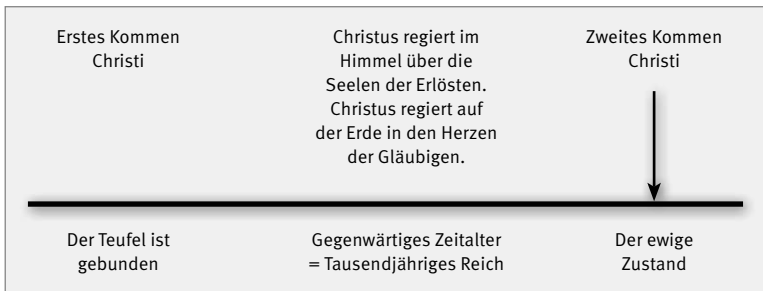 Erstes Kommen
Christi
Christus regiert im
Himmel über die
Seelen der Erlösten.
Christus regiert auf
der Erde in den Herzen
der Gläubigen.
Zweites Kommen
Christi
Der Teufel ist
gebunden
Gegenwärtiges Zeitalter
= Tausendjähriges Reich
Der ewige
Zustand